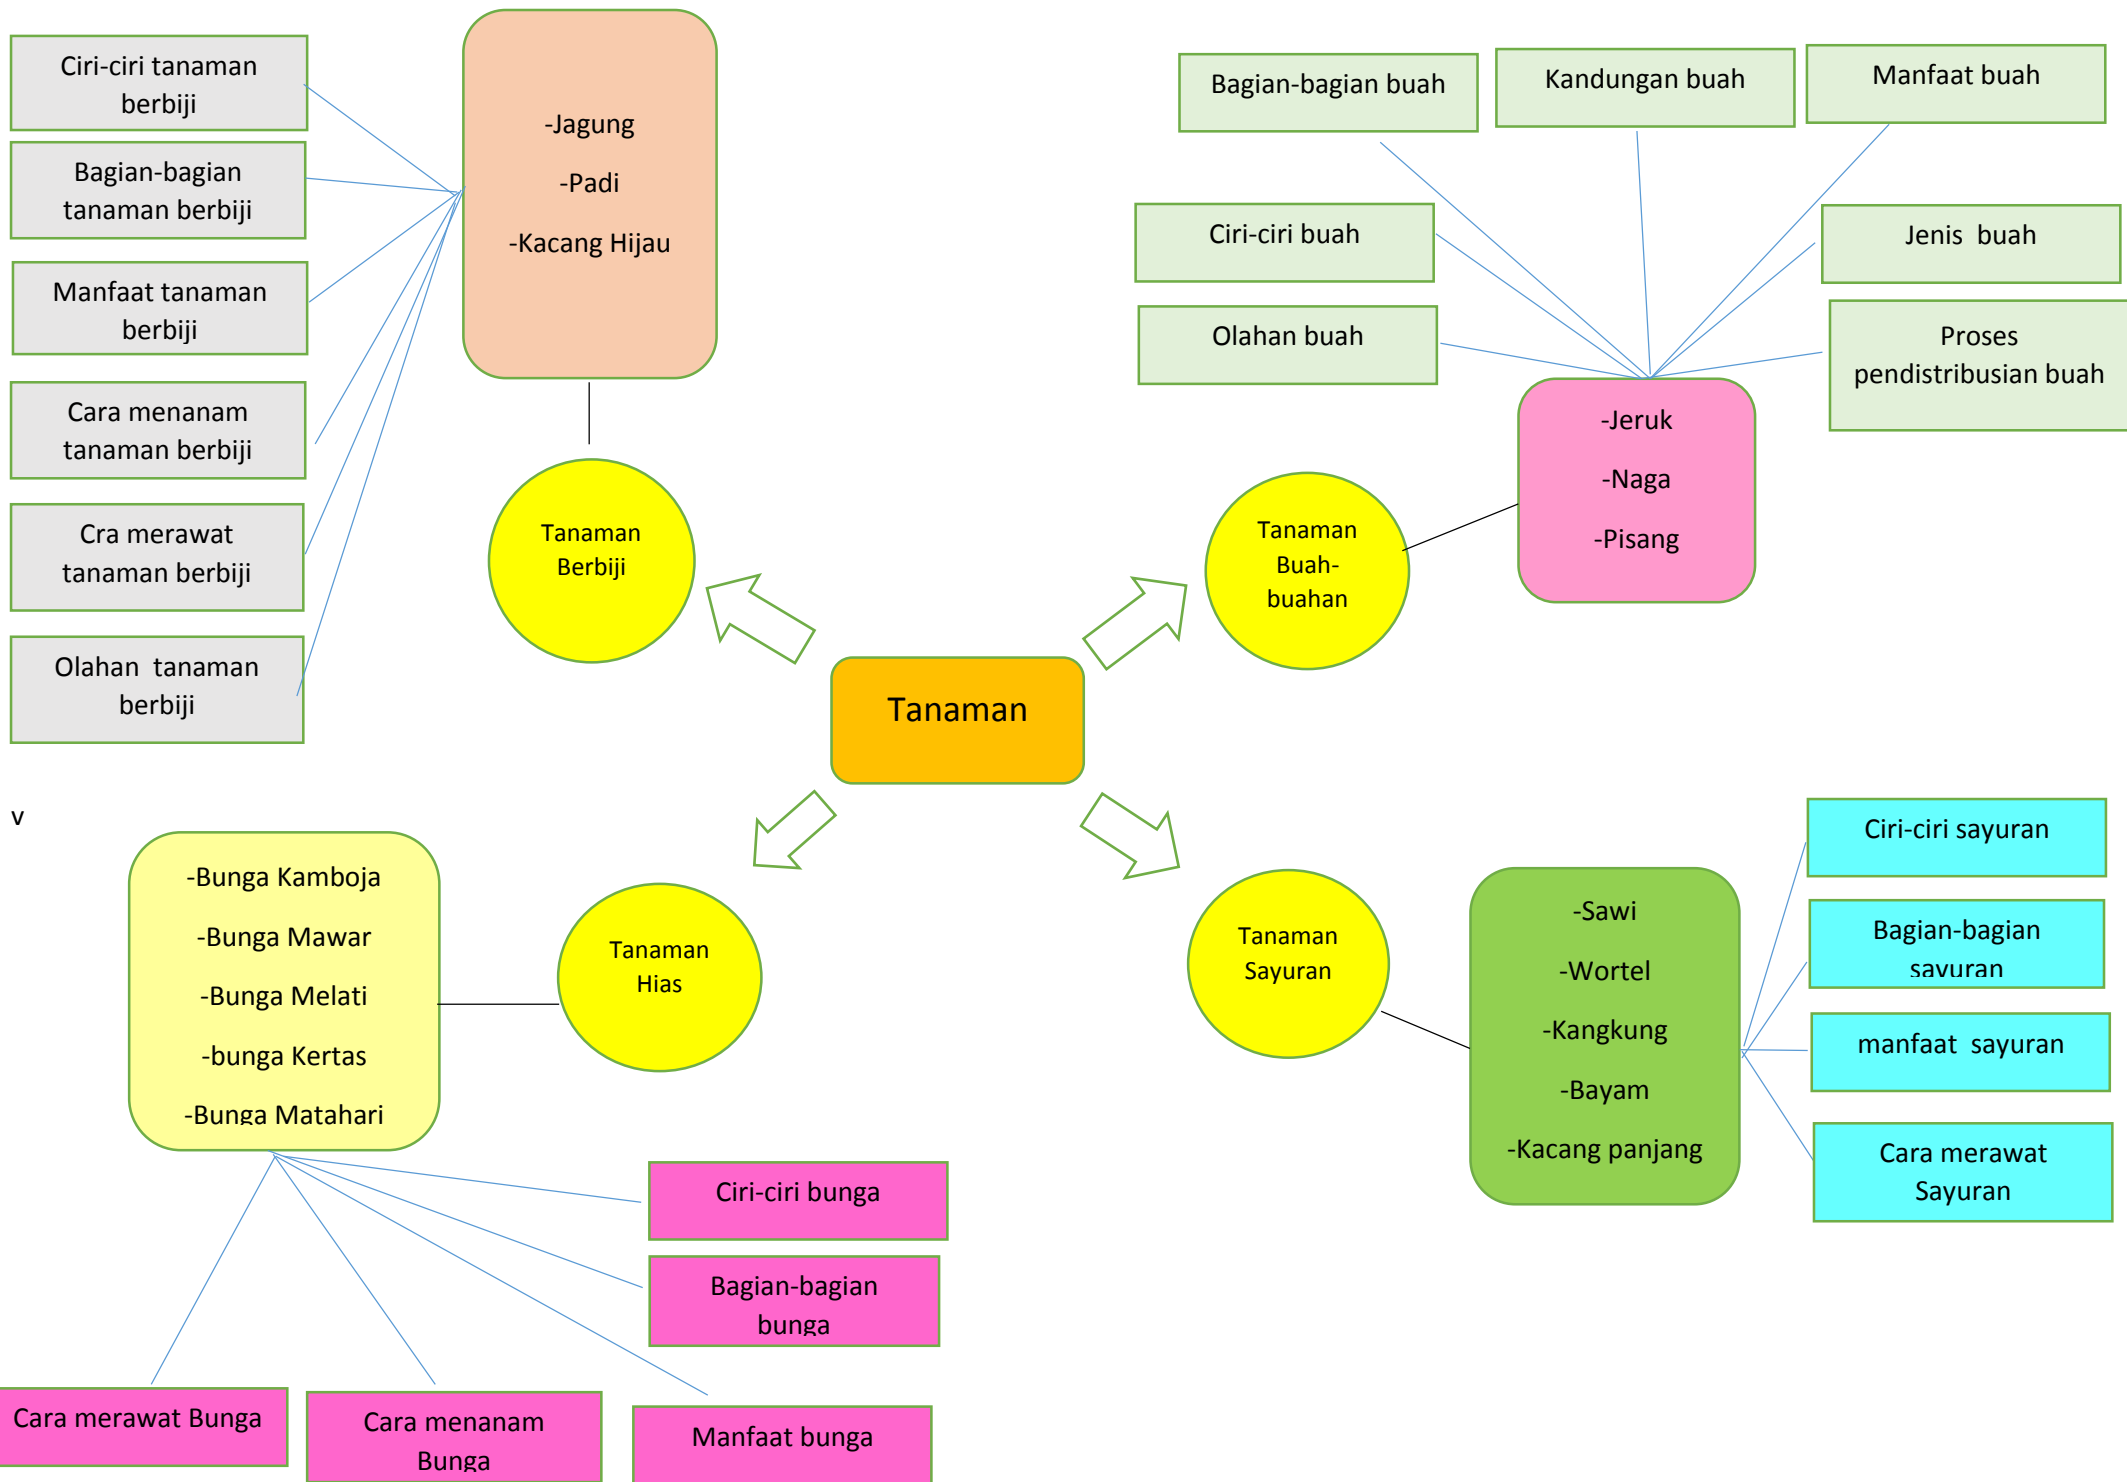 Ciri-ciri tanaman
berbiji
Bagian-bagian
tanaman berbiji
Manfaat tanaman
berbiji
Cara menanam
tanaman berbiji
Cra merawat
tanaman berbiji
Olahan  tanaman
berbiji
-Jagung
-Padi
-Kacang Hijau
Tanaman
Berbiji
Bagian-bagian buah
Kandungan buah
Manfaat buah
Ciri-ciri buah
Jenis  buah
Olahan buah
Proses
pendistribusian buah
-Jeruk
-Naga
-Pisang
Tanaman
Buah-
buahan
Tanaman
v
-Bunga Kamboja
-Bunga Mawar
-Bunga Melati
-bunga Kertas
-Bunga Matahari
Tanaman
Hias
Ciri-ciri bunga
Bagian-bagian
bunga
Cara merawat Bunga
Cara menanam
Bunga
Manfaat bunga
Tanaman
Sayuran
-Sawi
-Wortel
-Kangkung
-Bayam
-Kacang panjang
Ciri-ciri sayuran
Bagian-bagian
sayuran
manfaat  sayuran
Cara merawat
Sayuran